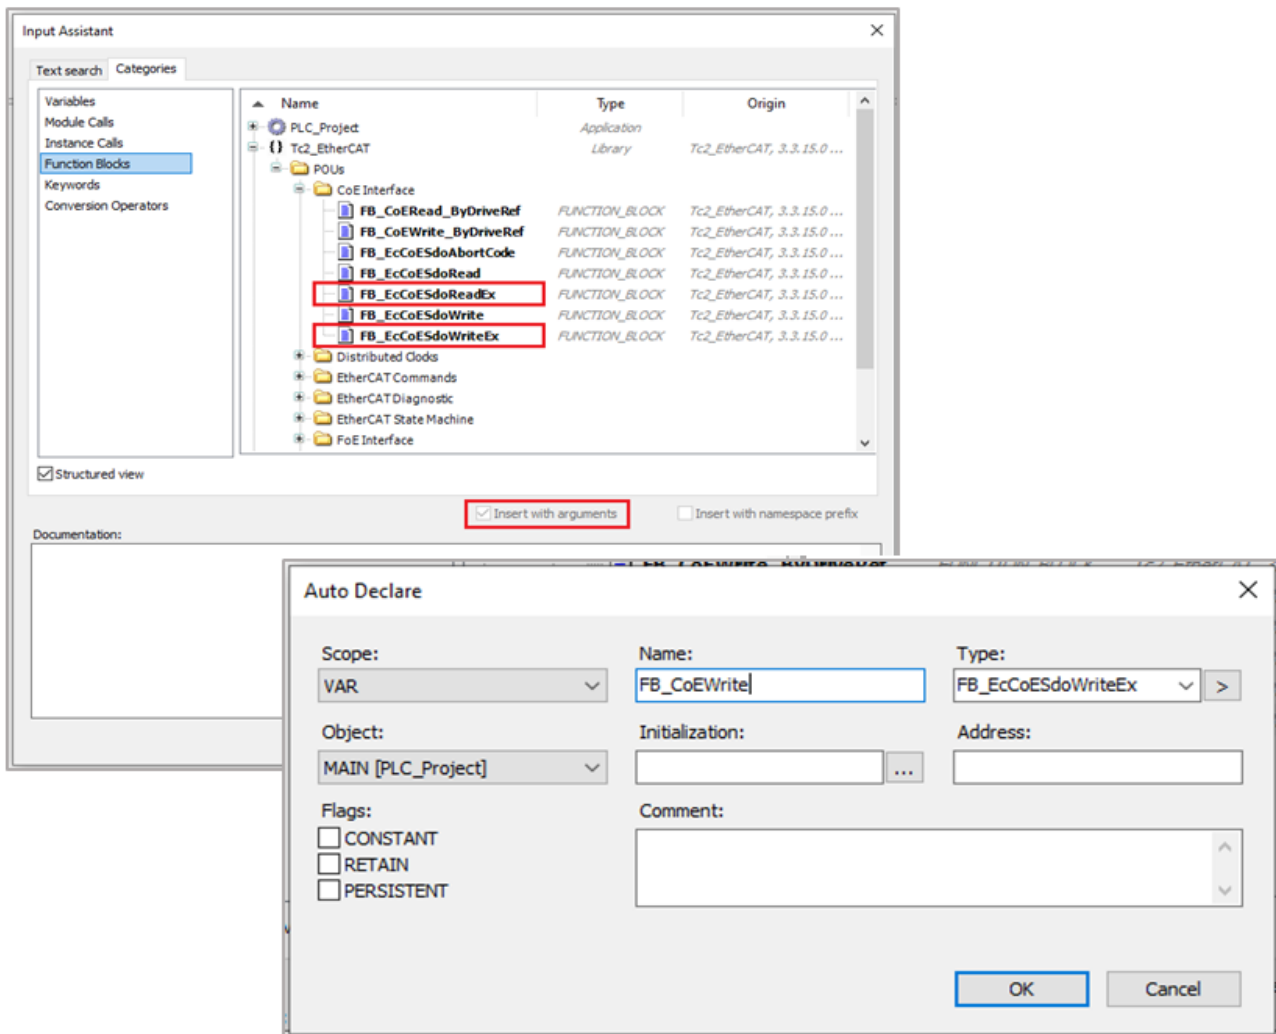 Input Assistant
Text search Categories
Variables
Module Calls
Instance Calls
Function Blocks
Keywords
Conversion Operators
Name Type Origin
PLC_Project Application
Tc2_EtherCAT Library Tc2_EtherCAT, 3.3.15.0 ...
POUs
CoE Interface
FB_CoERead_ByDriveRef FUNCTION_BLOCK Tc2_EtherCAT, 3.3.15.0 ...
FB_CoEWrite_ByDriveRef FUNCTION_BLOCK Tc2_EtherCAT, 3.3.15.0 ...
FB_EcCoESdoAbortCode FUNCTION_BLOCK Tc2_EtherCAT, 3.3.15.0 ...
FB_EcCoESdoRead FUNCTION_BLOCK Tc2_EtherCAT, 3.3.15.0 ...
FB_EcCoESdoReadEx FUNCTION_BLOCK Tc2_EtherCAT, 3.3.15.0 ...
FB_EcCoESdoWrite FUNCTION_BLOCK Tc2_EtherCAT, 3.3.15.0 ...
FB_EcCoESdoWriteEx FUNCTION_BLOCK Tc2_EtherCAT, 3.3.15.0 ...
Distributed Clocks
EtherCAT Commands
EtherCAT Diagnostic
EtherCAT State Machine
FoE Interface
Structured view
Insert with arguments Insert with namespace prefix
Documentation:
Auto Declare
Scope: Name: Type:
VAR FB_CoEWrite FB_EcCoESdoWriteEx >
Object: Initialization: Address:
MAIN [PLC_Project] ...
Flags: Comment:
CONSTANT
RETAIN
PERSISTENT
OK Cancel